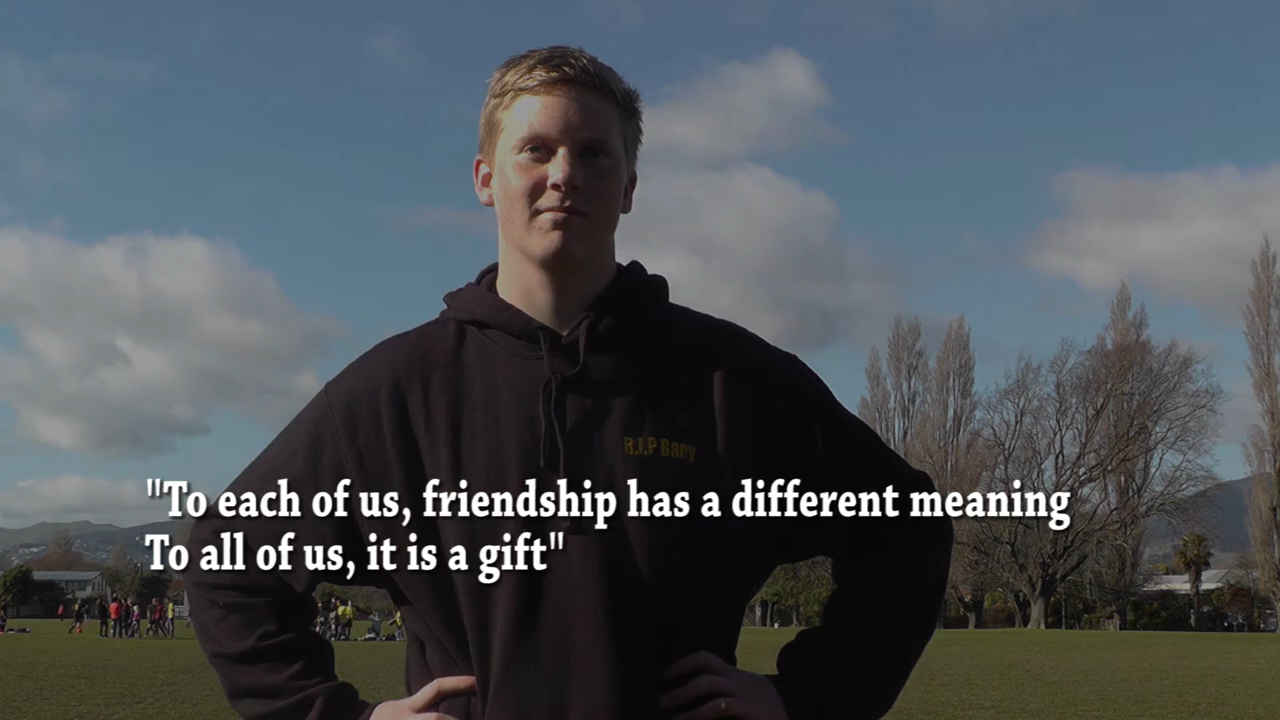 R.I.P Barry
"To each of us, friendship has a different meaning
To all of us, it is a gift"